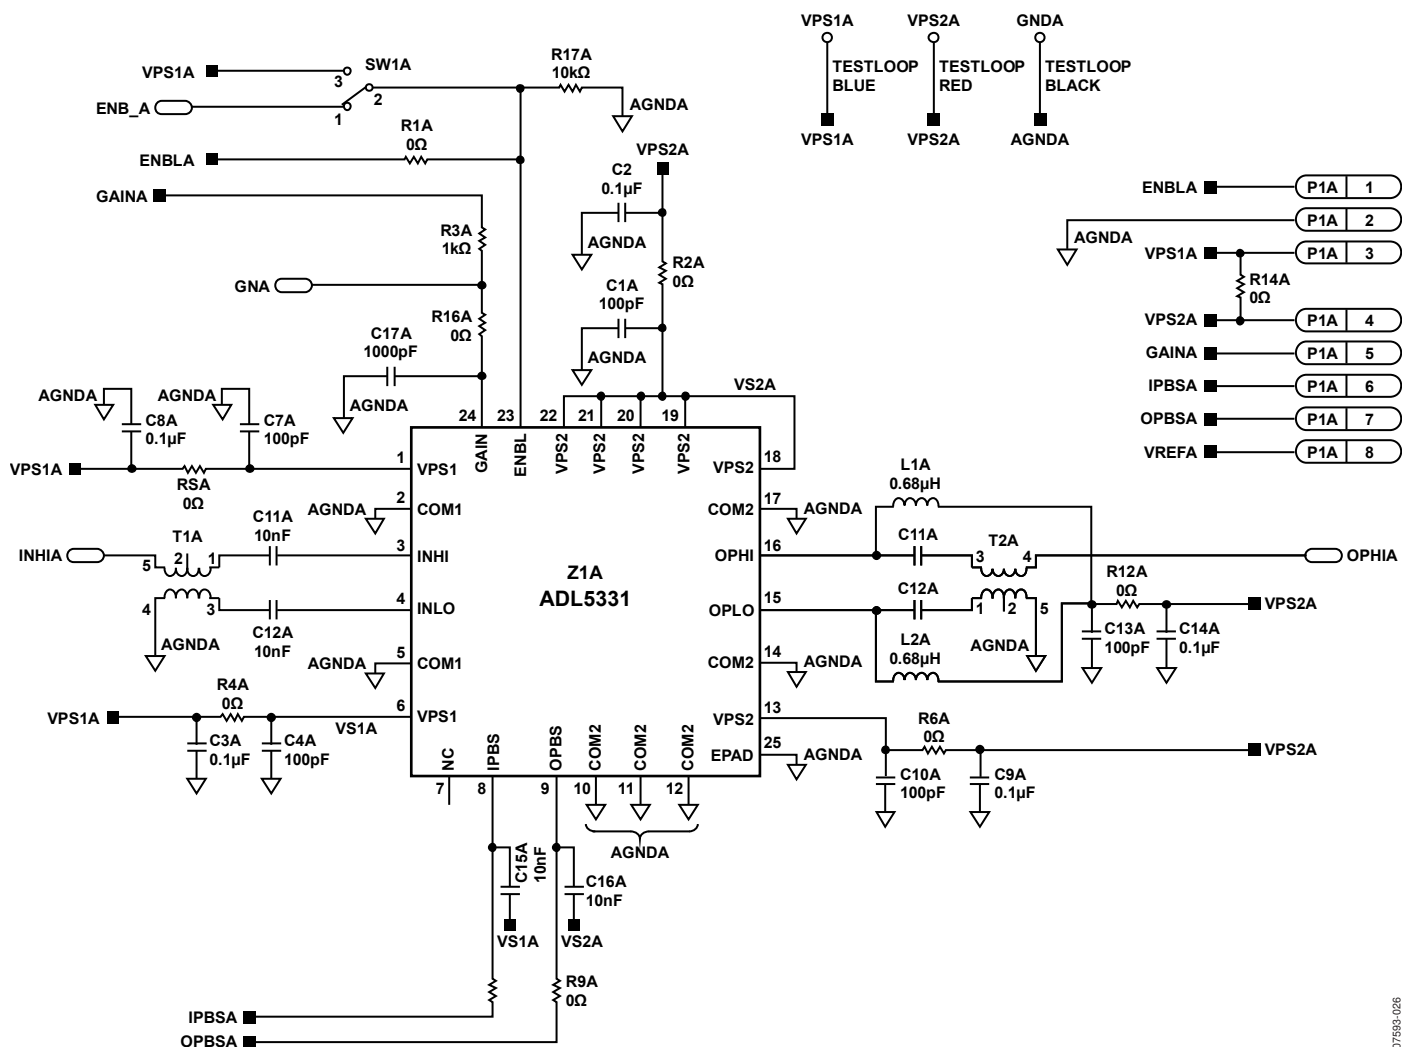 VPS1A
VPS2A
GNDA
TESTLOOP
BLUE
TESTLOOP
RED
TESTLOOP
BLACK
VPS1A
VPS2A
AGNDA
VPS1A
3
SW1A
2
ENB_A
1
R17A
10kΩ
AGNDA
R1A
0Ω
ENBLA
GAINA
R3A
1kΩ
GNA
R16A
0Ω
C17A
1000pF
AGNDA
VPS2A
C2
0.1µF
AGNDA
R2A
0Ω
C1A
100pF
AGNDA
VS2A
ENBLA
P1A 1
P1A 2
AGNDA
VPS1A
P1A 3
R14A
0Ω
VPS2A
P1A 4
GAINA
P1A 5
IPBSA
P1A 6
OPBSA
P1A 7
VREFA
P1A 8
AGNDA
C8A
0.1µF
AGNDA
C7A
100pF
VPS1A
RSA
0Ω
24 23 22 21 20 19
GAIN
ENBL
VPS2
VPS2
VPS2
VPS2
1 VPS1
2 COM1
AGNDA
3 INHI
4 INLO
5 COM1
AGNDA
6 VPS1
Z1A
ADL5331
VPS2 18
COM2 17
AGNDA
OPHI 16
OPLO 15
COM2 14
AGNDA
VPS2 13
EPAD 25
AGNDA
INHIA
T1A
5 2 1
4 3
AGNDA
C11A
10nF
C12A
10nF
VPS1A
R4A
0Ω
VS1A
C3A
0.1µF
C4A
100pF
L1A
0.68µH
C11A
T2A
3 4
OPHIA
C12A
1 2 5
AGNDA
L2A
0.68µH
R12A
0Ω
VPS2A
C13A
100pF
C14A
0.1µF
R6A
0Ω
VPS2A
C10A
100pF
C9A
0.1µF
NC
IPBS
OPBS
COM2
COM2
COM2
7 8 9 10 11 12
AGNDA
C15A
10nF
VS1A
C16A
10nF
VS2A
R9A
0Ω
IPBSA
OPBSA
07593-026